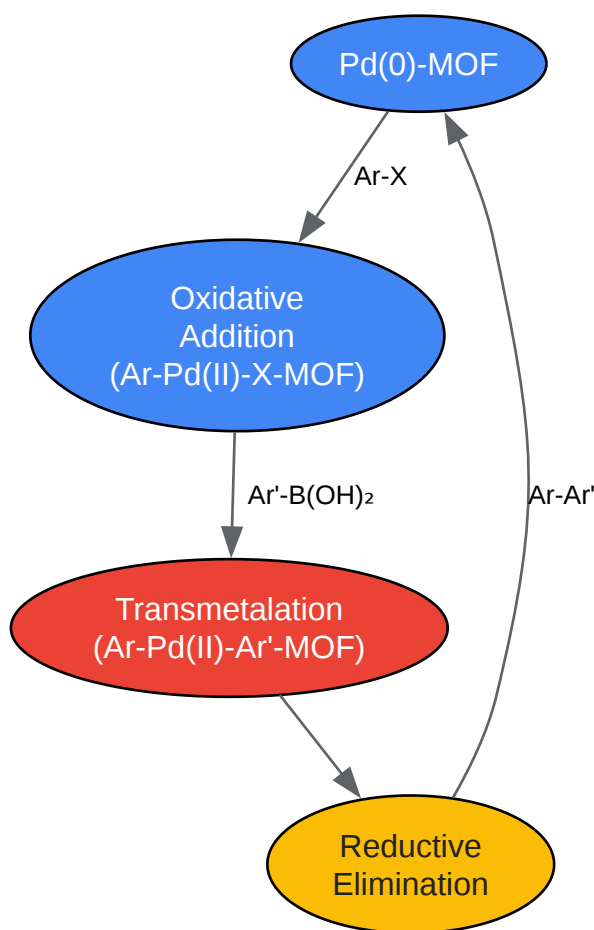 Pd(0)-MOF
Ar-X
Oxidative
Addition
(Ar-Pd(II)-X-MOF)
Ar'-B(OH)₂
Ar-Ar'
Transmetalation
(Ar-Pd(II)-Ar'-MOF)
Reductive
Elimination